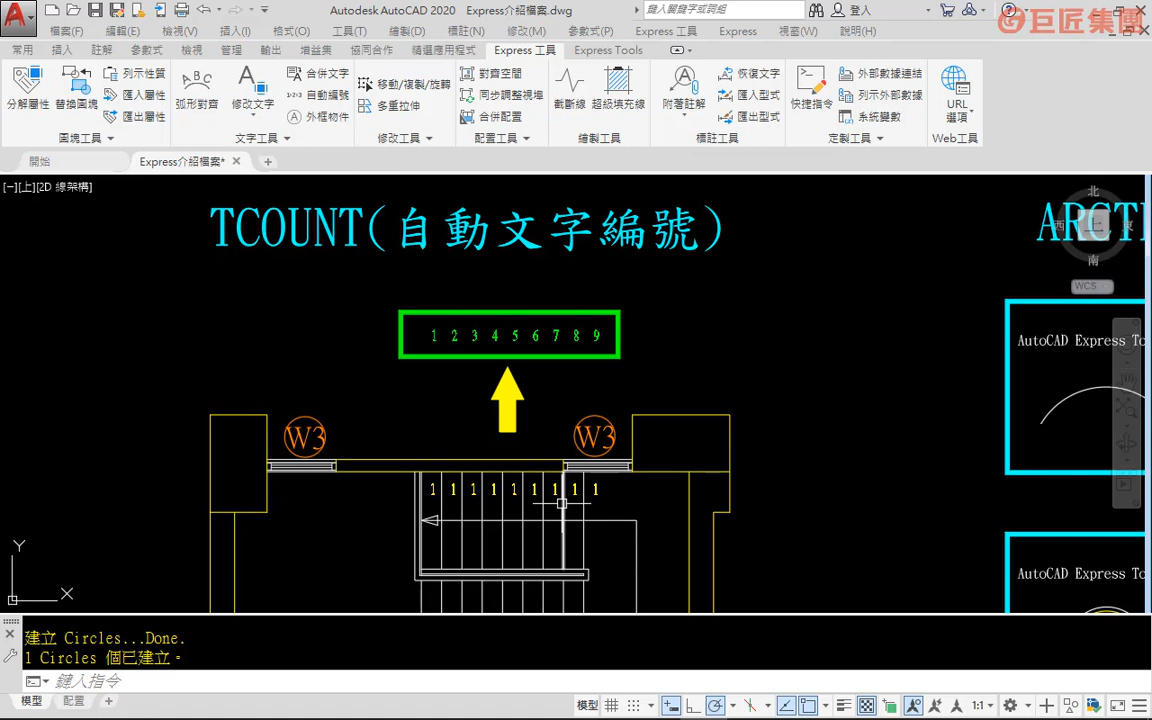 Autodesk AutoCAD 2020 Express介紹檔案.dwg
鍵入關鍵字或詞組
登入
巨匠集團
檔案(F) 編輯(E) 檢視(V) 插入(I) 格式(O) 工具(T) 繪製(D) 標註(N) 修改(M) 參數式(P) Express 工具 Express 視窗(W) 說明(H)
常用 插入 註解 參數式 檢視 管理 輸出 增益集 協同合作 精選應用程式 Express 工具 Express Tools
分解屬性 替換圖塊 列示性質 匯入屬性 匯出屬性
弧形對齊 修改文字 合併文字 自動編號 外框物件
移動/複製/旋轉 多重拉伸
對齊空間 同步調整視埠 合併配置
截斷線 超級填充線
附著註解 恢復文字 匯入型式 匯出型式
快捷指令 外部數據連結 列示外部數據 系統變數
URL 選項
圖塊工具 文字工具 修改工具 配置工具 繪製工具 標註工具 定製工具 Web工具
開始 Express介紹檔案*
[−][上][2D 線架構]
北
西 上 東
南
WCS
TCOUNT(自動文字編號)
1 2 3 4 5 6 7 8 9
AutoCAD Express To
W3 W3
1 1 1 1 1 1 1 1 1
AutoCAD Express To
Y
X
建立 Circles...Done.
1 Circles 個已建立。
鍵入指令
模型 配置
模型 1:1